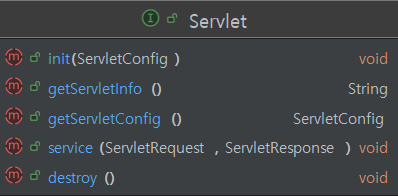 Servlet
init(ServletConfig ) void
getServletInfo () String
getServletConfig () ServletConfig
service (ServletRequest , ServletResponse ) void
destroy () void